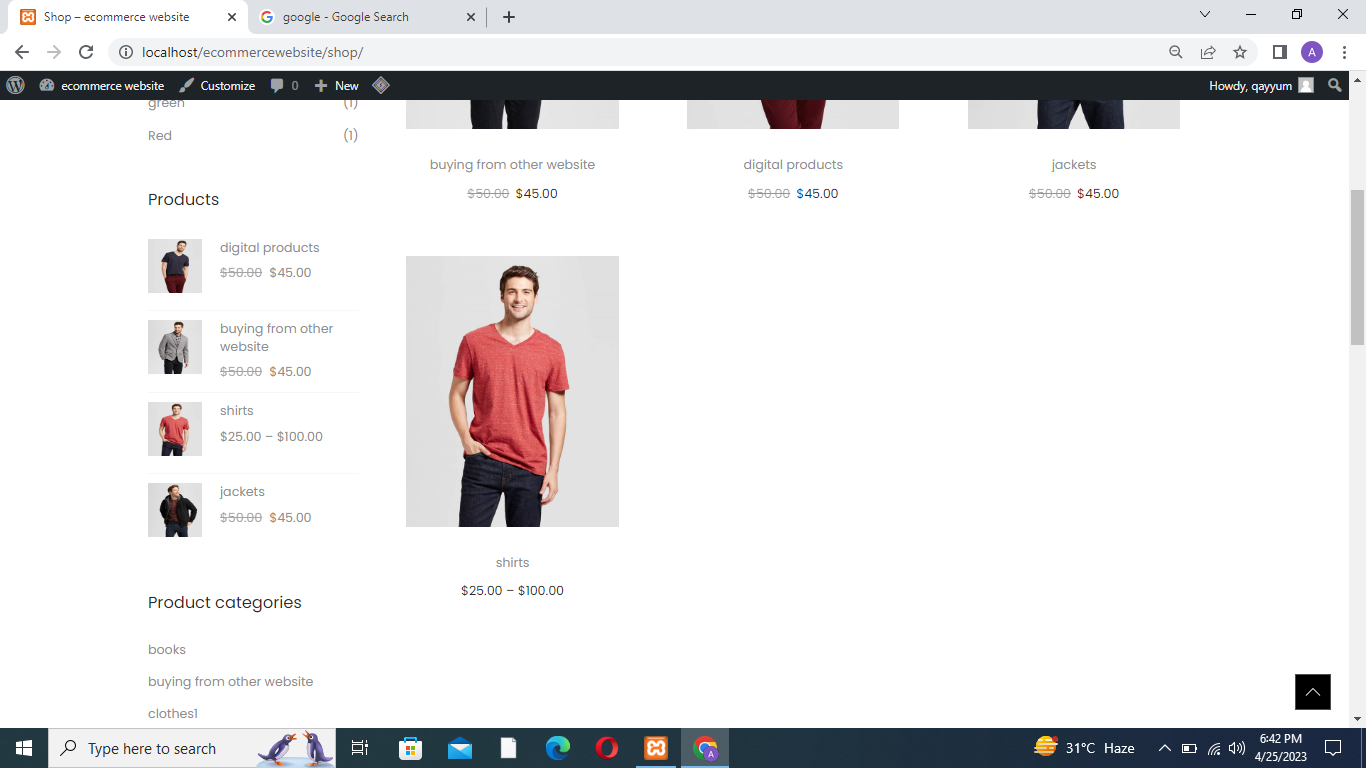 Shop – ecommerce website
google - Google Search
localhost/ecommercewebsite/shop/
A
ecommerce website
Customize
0
New
Howdy, qayyum
green (1)
Red (1)
Products
digital products
$50.00 $45.00
buying from other
website
$50.00 $45.00
shirts
$25.00 – $100.00
jackets
$50.00 $45.00
Product categories
books
buying from other website
clothes1
buying from other website
$50.00 $45.00
digital products
$50.00 $45.00
jackets
$50.00 $45.00
shirts
$25.00 – $100.00
Type here to search
A
31°C Haze
6:42 PM
4/25/2023